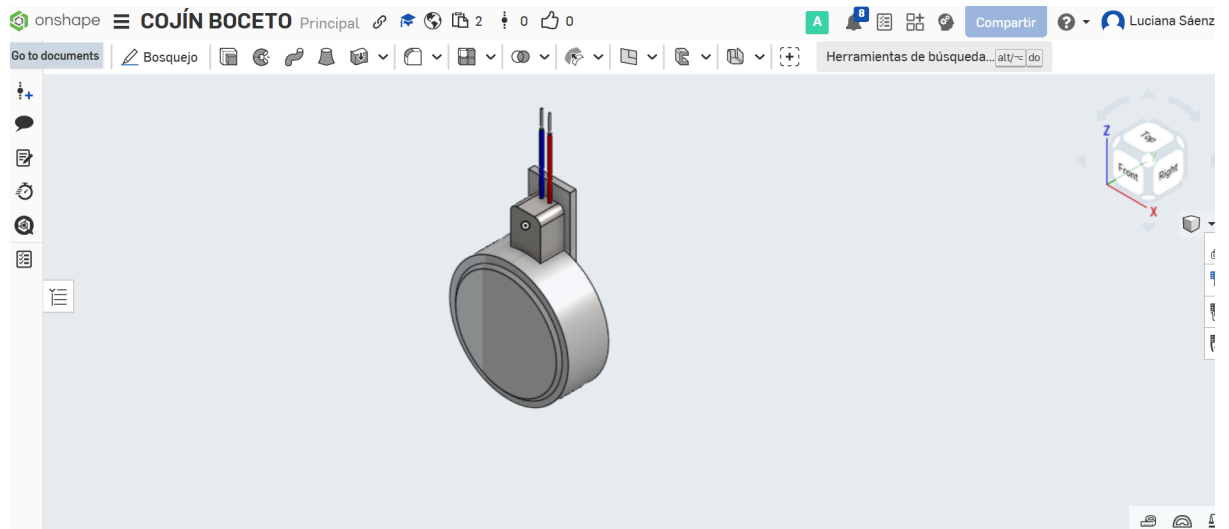 onshape COJÍN BOCETO Principal 2 0 0 A 8 Compartir Luciana Sáenz
Go to documents Bosquejo Herramientas de búsqueda... alt/⌥ do
Z
Top
Front Right
X